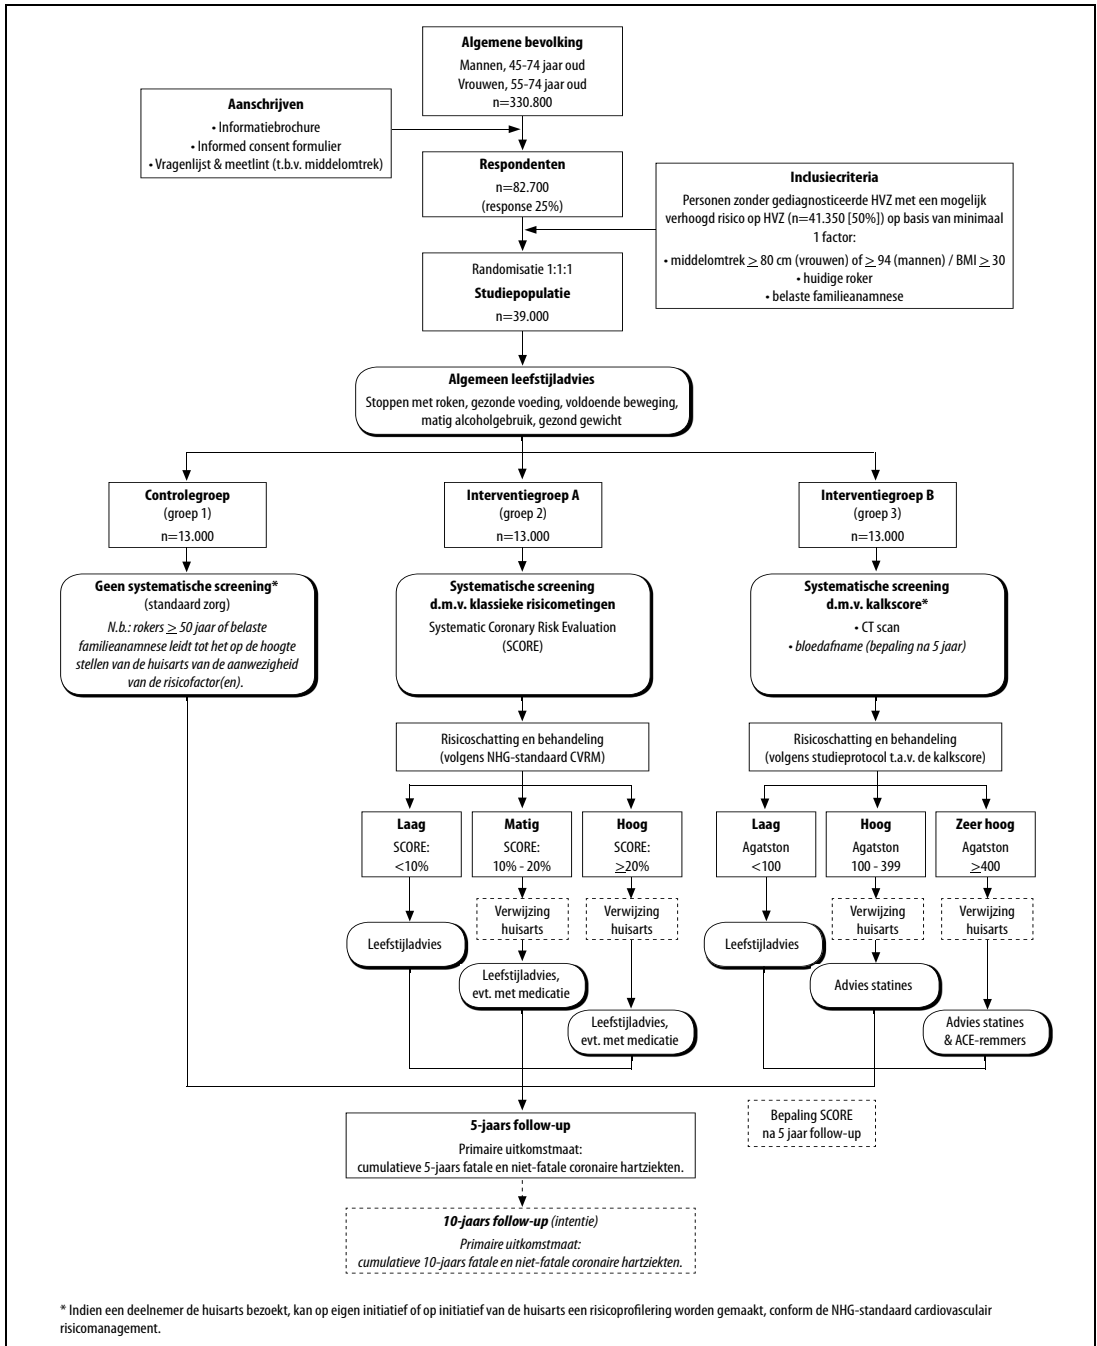 Algemene bevolking
Mannen, 45-74 jaar oud
Vrouwen, 55-74 jaar oud
n=330.800
Aanschrijven
• Informatiebrochure
• Informed consent formulier
• Vragenlijst & meetlint (t.b.v. middelomtrek)
Respondenten
n=82.700
(response 25%)
Inclusiecriteria
Personen zonder gediagnosticeerde HVZ met een mogelijk
verhoogd risico op HVZ (n=41.350 [50%]) op basis van minimaal
1 factor:
• middelomtrek ≥ 80 cm (vrouwen) of ≥ 94 (mannen) / BMI ≥ 30
• huidige roker
• belaste familieanamnese
Randomisatie 1:1:1
Studiepopulatie
n=39.000
Algemeen leefstijladvies
Stoppen met roken, gezonde voeding, voldoende beweging,
matig alcoholgebruik, gezond gewicht
Controlegroep
(groep 1)
n=13.000
Interventiegroep A
(groep 2)
n=13.000
Interventiegroep B
(groep 3)
n=13.000
Geen systematische screening*
(standaard zorg)
N.b.: rokers ≥ 50 jaar of belaste
familieanamnese leidt tot het op de hoogte
stellen van de huisarts van de aanwezigheid
van de risicofactor(en).
Systematische screening
d.m.v. klassieke risicometingen
Systematic Coronary Risk Evaluation
(SCORE)
Systematische screening
d.m.v. kalkscore*
• CT scan
• bloedafname (bepaling na 5 jaar)
Risicoschatting en behandeling
(volgens NHG-standaard CVRM)
Risicoschatting en behandeling
(volgens studieprotocol t.a.v. de kalkscore)
Laag
SCORE:
<10%
Matig
SCORE:
10% - 20%
Hoog
SCORE:
≥20%
Laag
Agatston
<100
Hoog
Agatston
100 - 399
Zeer hoog
Agatston
≥400
Verwijzing
huisarts
Verwijzing
huisarts
Verwijzing
huisarts
Verwijzing
huisarts
Leefstijladvies
Leefstijladvies,
evt. met medicatie
Leefstijladvies,
evt. met medicatie
Leefstijladvies
Advies statines
Advies statines
& ACE-remmers
5-jaars follow-up
Primaire uitkomstmaat:
cumulatieve 5-jaars fatale en niet-fatale coronaire hartziekten.
Bepaling SCORE
na 5 jaar follow-up
10-jaars follow-up (intentie)
Primaire uitkomstmaat:
cumulatieve 10-jaars fatale en niet-fatale coronaire hartziekten.
* Indien een deelnemer de huisarts bezoekt, kan op eigen initiatief of op initiatief van de huisarts een risicoprofilering worden gemaakt, conform de NHG-standaard cardiovasculair
risicomanagement.